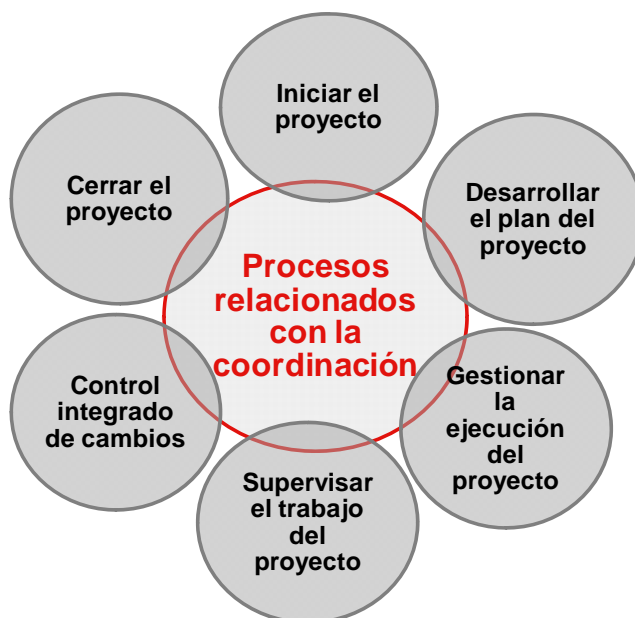 Iniciar el
proyecto
Desarrollar
el plan del
proyecto
Gestionar
la
ejecución
del
proyecto
Supervisar
el trabajo
del
proyecto
Control
integrado
de cambios
Cerrar el
proyecto
Procesos
relacionados
con la
coordinación